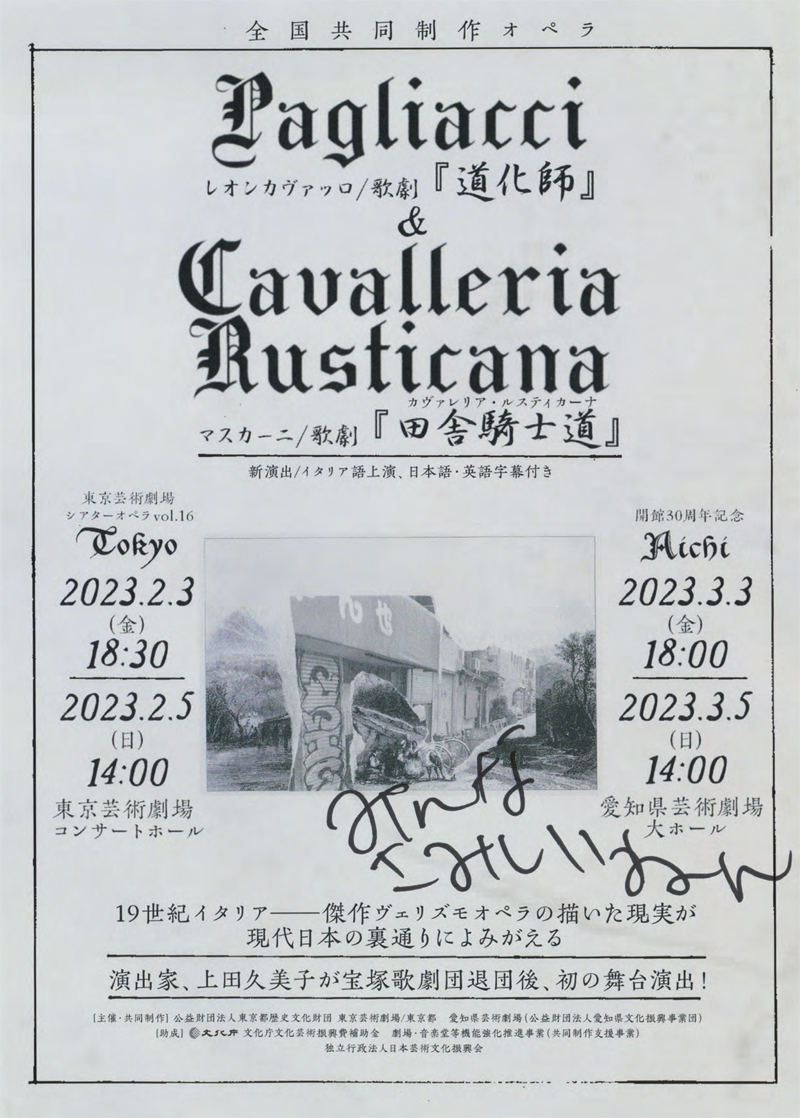 全国共同制作オペラ
Pagliacci
レオンカヴァッロ/歌劇『道化師』
&
Cavalleria
Rusticana
カヴァレリア・ルスティカーナ
マスカーニ/歌劇『田舎騎士道』
新演出/イタリア語上演、日本語・英語字幕付き
東京芸術劇場
シアターオペラvol.16
Tokyo
2023.2.3
(金)
18:30
2023.2.5
(日)
14:00
東京芸術劇場
コンサートホール
開館30周年記念
Aichi
2023.3.3
(金)
18:00
2023.3.5
(日)
14:00
愛知県芸術劇場
大ホール
んせ
みんな
さみしいねん
19世紀イタリア――傑作ヴェリズモオペラの描いた現実が
現代日本の裏通りによみがえる
演出家、上田久美子が宝塚歌劇団退団後、初の舞台演出!
[主催・共同制作] 公益財団法人東京都歴史文化財団 東京芸術劇場/東京都 愛知県芸術劇場(公益財団法人愛知県文化振興事業団)
[助成] 文化庁 文化庁文化芸術振興費補助金 劇場・音楽堂等機能強化推進事業(共同制作支援事業)
独立行政法人日本芸術文化振興会